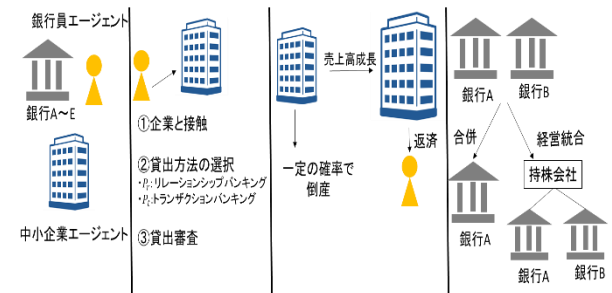 銀行員エージェント
銀行A～E
中小企業エージェント
①企業と接触
②貸出方法の選択
・P₁:リレーションシップバンキング
・P₂:トランザクションバンキング
③貸出審査
売上高成長
一定の確率で
倒産
返済
銀行A
銀行B
合併
経営統合
持株会社
銀行A
銀行A
銀行B